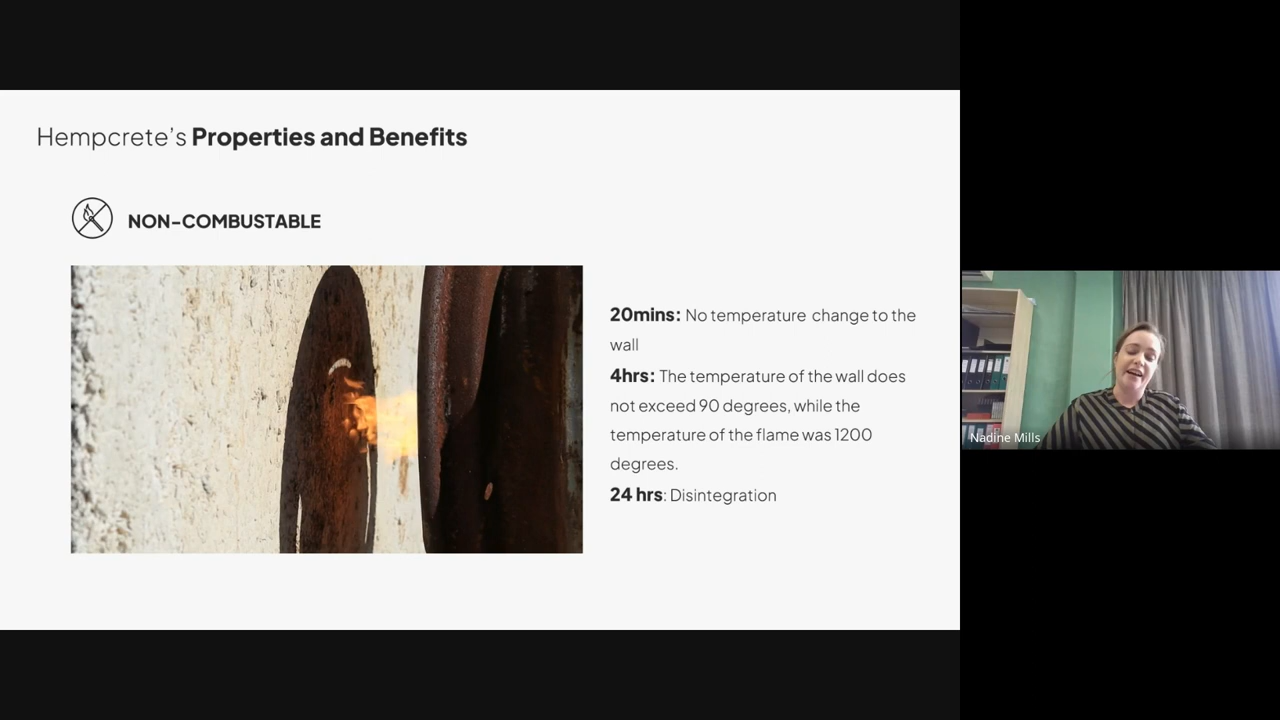 Hempcrete's Properties and Benefits
NON-COMBUSTABLE
20mins: No temperature change to the
wall
4hrs: The temperature of the wall does
not exceed 90 degrees, while the
temperature of the flame was 1200
degrees.
24 hrs: Disintegration
Nadine Mills